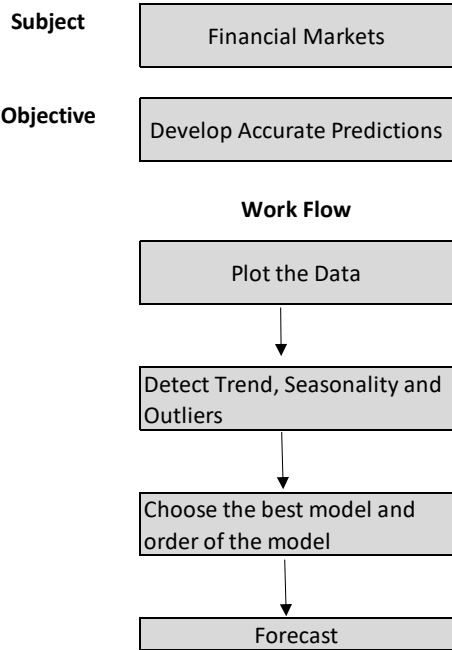 Subject
Financial Markets
Objective
Develop Accurate Predictions
Work Flow
Plot the Data
Detect Trend, Seasonality and
Outliers
Choose the best model and
order of the model
Forecast